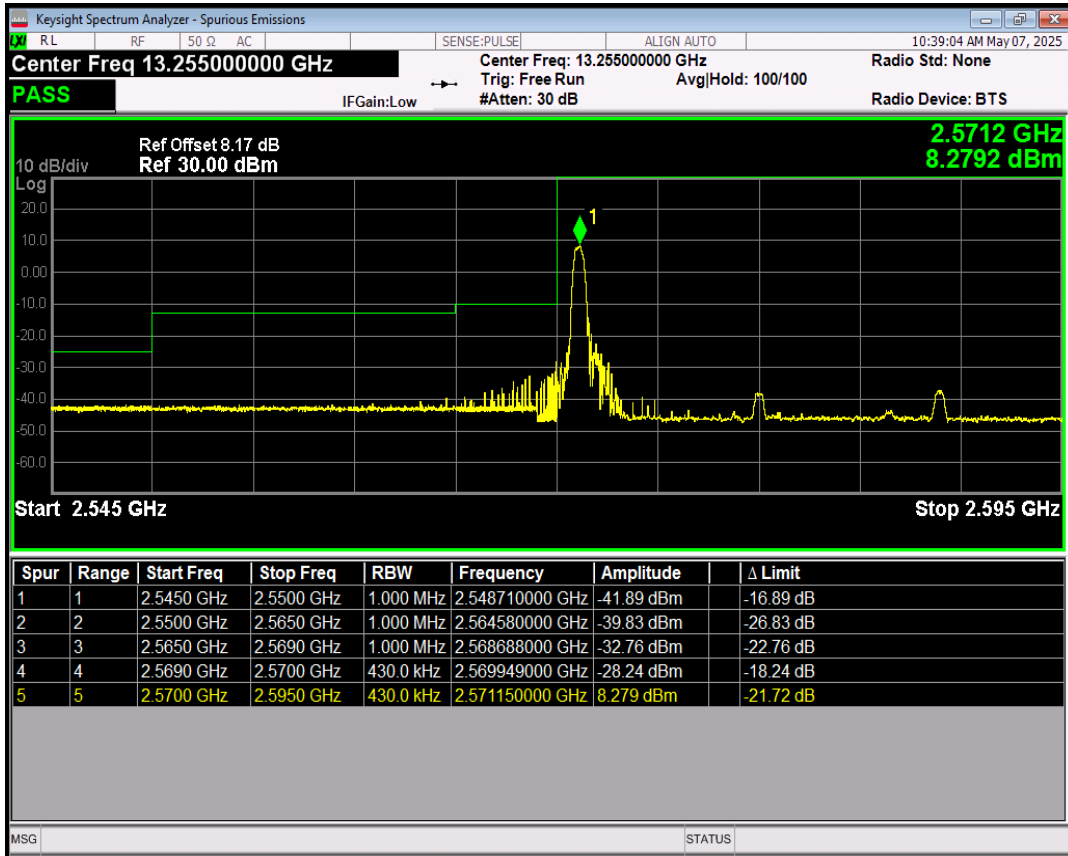 Keysight Spectrum Analyzer - Spurious Emissions
LXI RL RF 50 Ω AC SENSE:PULSE ALIGN AUTO 10:39:04 AM May 07, 2025
Center Freq 13.255000000 GHz Center Freq: 13.255000000 GHz Radio Std: None
Trig: Free Run Avg|Hold: 100/100
PASS IFGain:Low #Atten: 30 dB Radio Device: BTS
2.5712 GHz
Ref Offset 8.17 dB
10 dB/div Ref 30.00 dBm 8.2792 dBm
Log
20.0
1
10.0
0.00
-10.0
-20.0
-30.0
-40.0
-50.0
-60.0
Start 2.545 GHz Stop 2.595 GHz
Spur Range Start Freq Stop Freq RBW Frequency Amplitude Δ Limit
1 1 2.5450 GHz 2.5500 GHz 1.000 MHz 2.548710000 GHz -41.89 dBm -16.89 dB
2 2 2.5500 GHz 2.5650 GHz 1.000 MHz 2.564580000 GHz -39.83 dBm -26.83 dB
3 3 2.5650 GHz 2.5690 GHz 1.000 MHz 2.568688000 GHz -32.76 dBm -22.76 dB
4 4 2.5690 GHz 2.5700 GHz 430.0 kHz 2.569949000 GHz -28.24 dBm -18.24 dB
5 5 2.5700 GHz 2.5950 GHz 430.0 kHz 2.571150000 GHz 8.279 dBm -21.72 dB
MSG STATUS